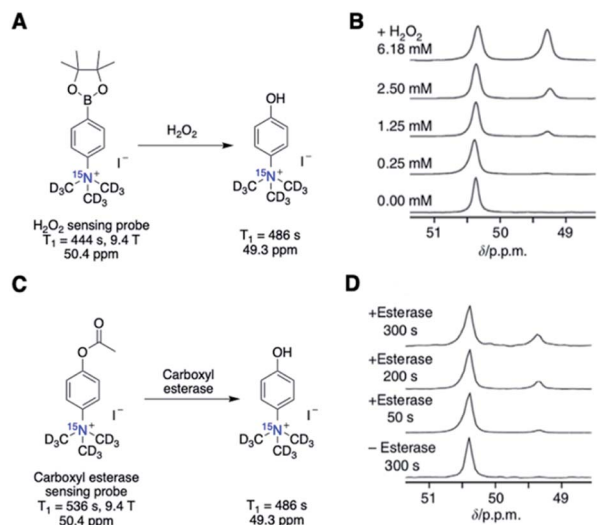 A
B
O
O
B
H₂O₂
15N+
I⁻
D₃C
CD₃
CD₃
H₂O₂ sensing probe
T₁ = 444 s, 9.4 T
50.4 ppm
OH
15N+
I⁻
D₃C
CD₃
CD₃
T₁ = 486 s
49.3 ppm
B
+ H₂O₂
6.18 mM
2.50 mM
1.25 mM
0.25 mM
0.00 mM
51 50 49
δ/p.p.m.
C
O
O
Carboxyl
esterase
15N+
I⁻
D₃C
CD₃
CD₃
Carboxyl esterase
sensing probe
T₁ = 536 s, 9.4 T
50.4 ppm
OH
15N+
I⁻
D₃C
CD₃
CD₃
T₁ = 486 s
49.3 ppm
D
+Esterase
300 s
+Esterase
200 s
+Esterase
50 s
– Esterase
300 s
51 50 49
δ/p.p.m.